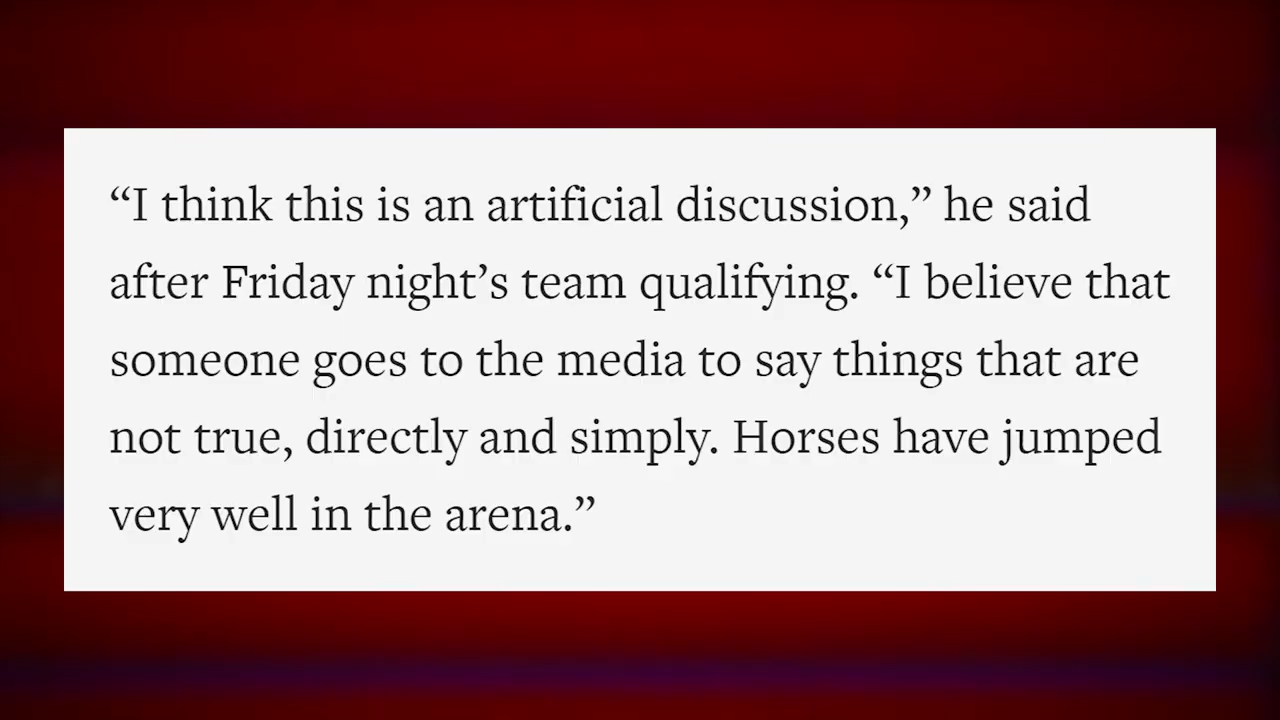 “I think this is an artificial discussion,” he said
after Friday night’s team qualifying. “I believe that
someone goes to the media to say things that are
not true, directly and simply. Horses have jumped
very well in the arena.”